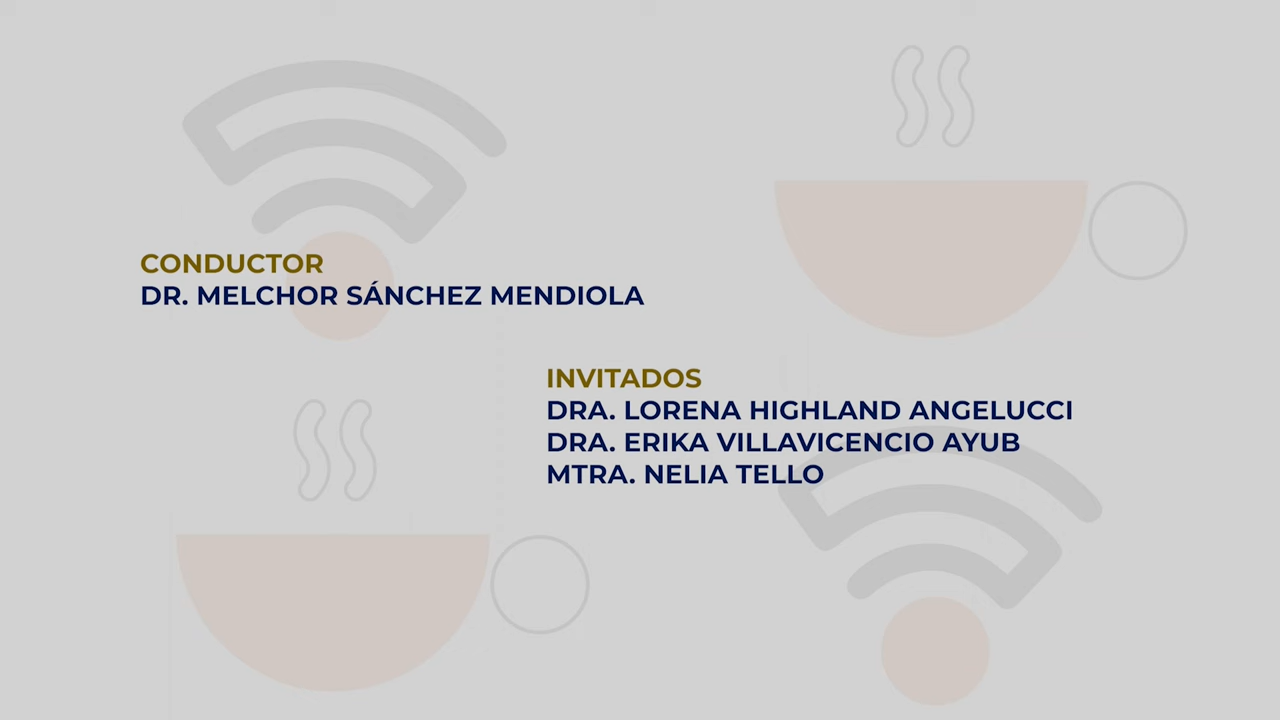 CONDUCTOR
DR. MELCHOR SÁNCHEZ MENDIOLA
INVITADOS
DRA. LORENA HIGHLAND ANGELUCCI
DRA. ERIKA VILLAVICENCIO AYUB
MTRA. NELIA TELLO